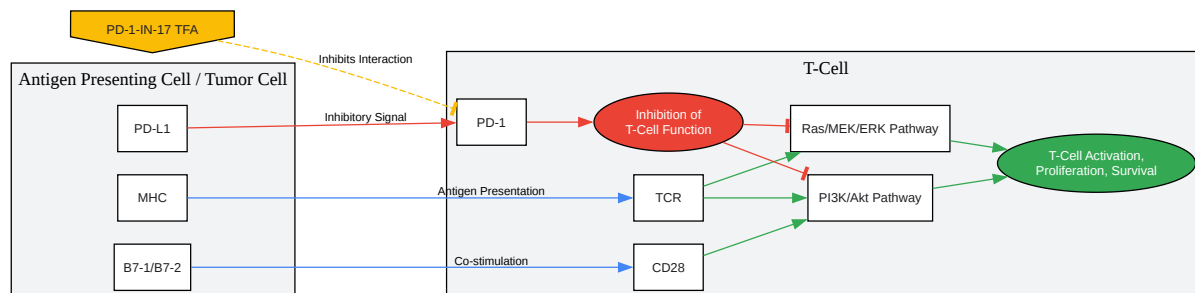 PD-1-IN-17 TFA
Inhibits Interaction
Antigen Presenting Cell / Tumor Cell
T-Cell
PD-L1
Inhibitory Signal
PD-1
Inhibition of
T-Cell Function
Ras/MEK/ERK Pathway
T-Cell Activation,
Proliferation, Survival
MHC
Antigen Presentation
TCR
PI3K/Akt Pathway
B7-1/B7-2
Co-stimulation
CD28